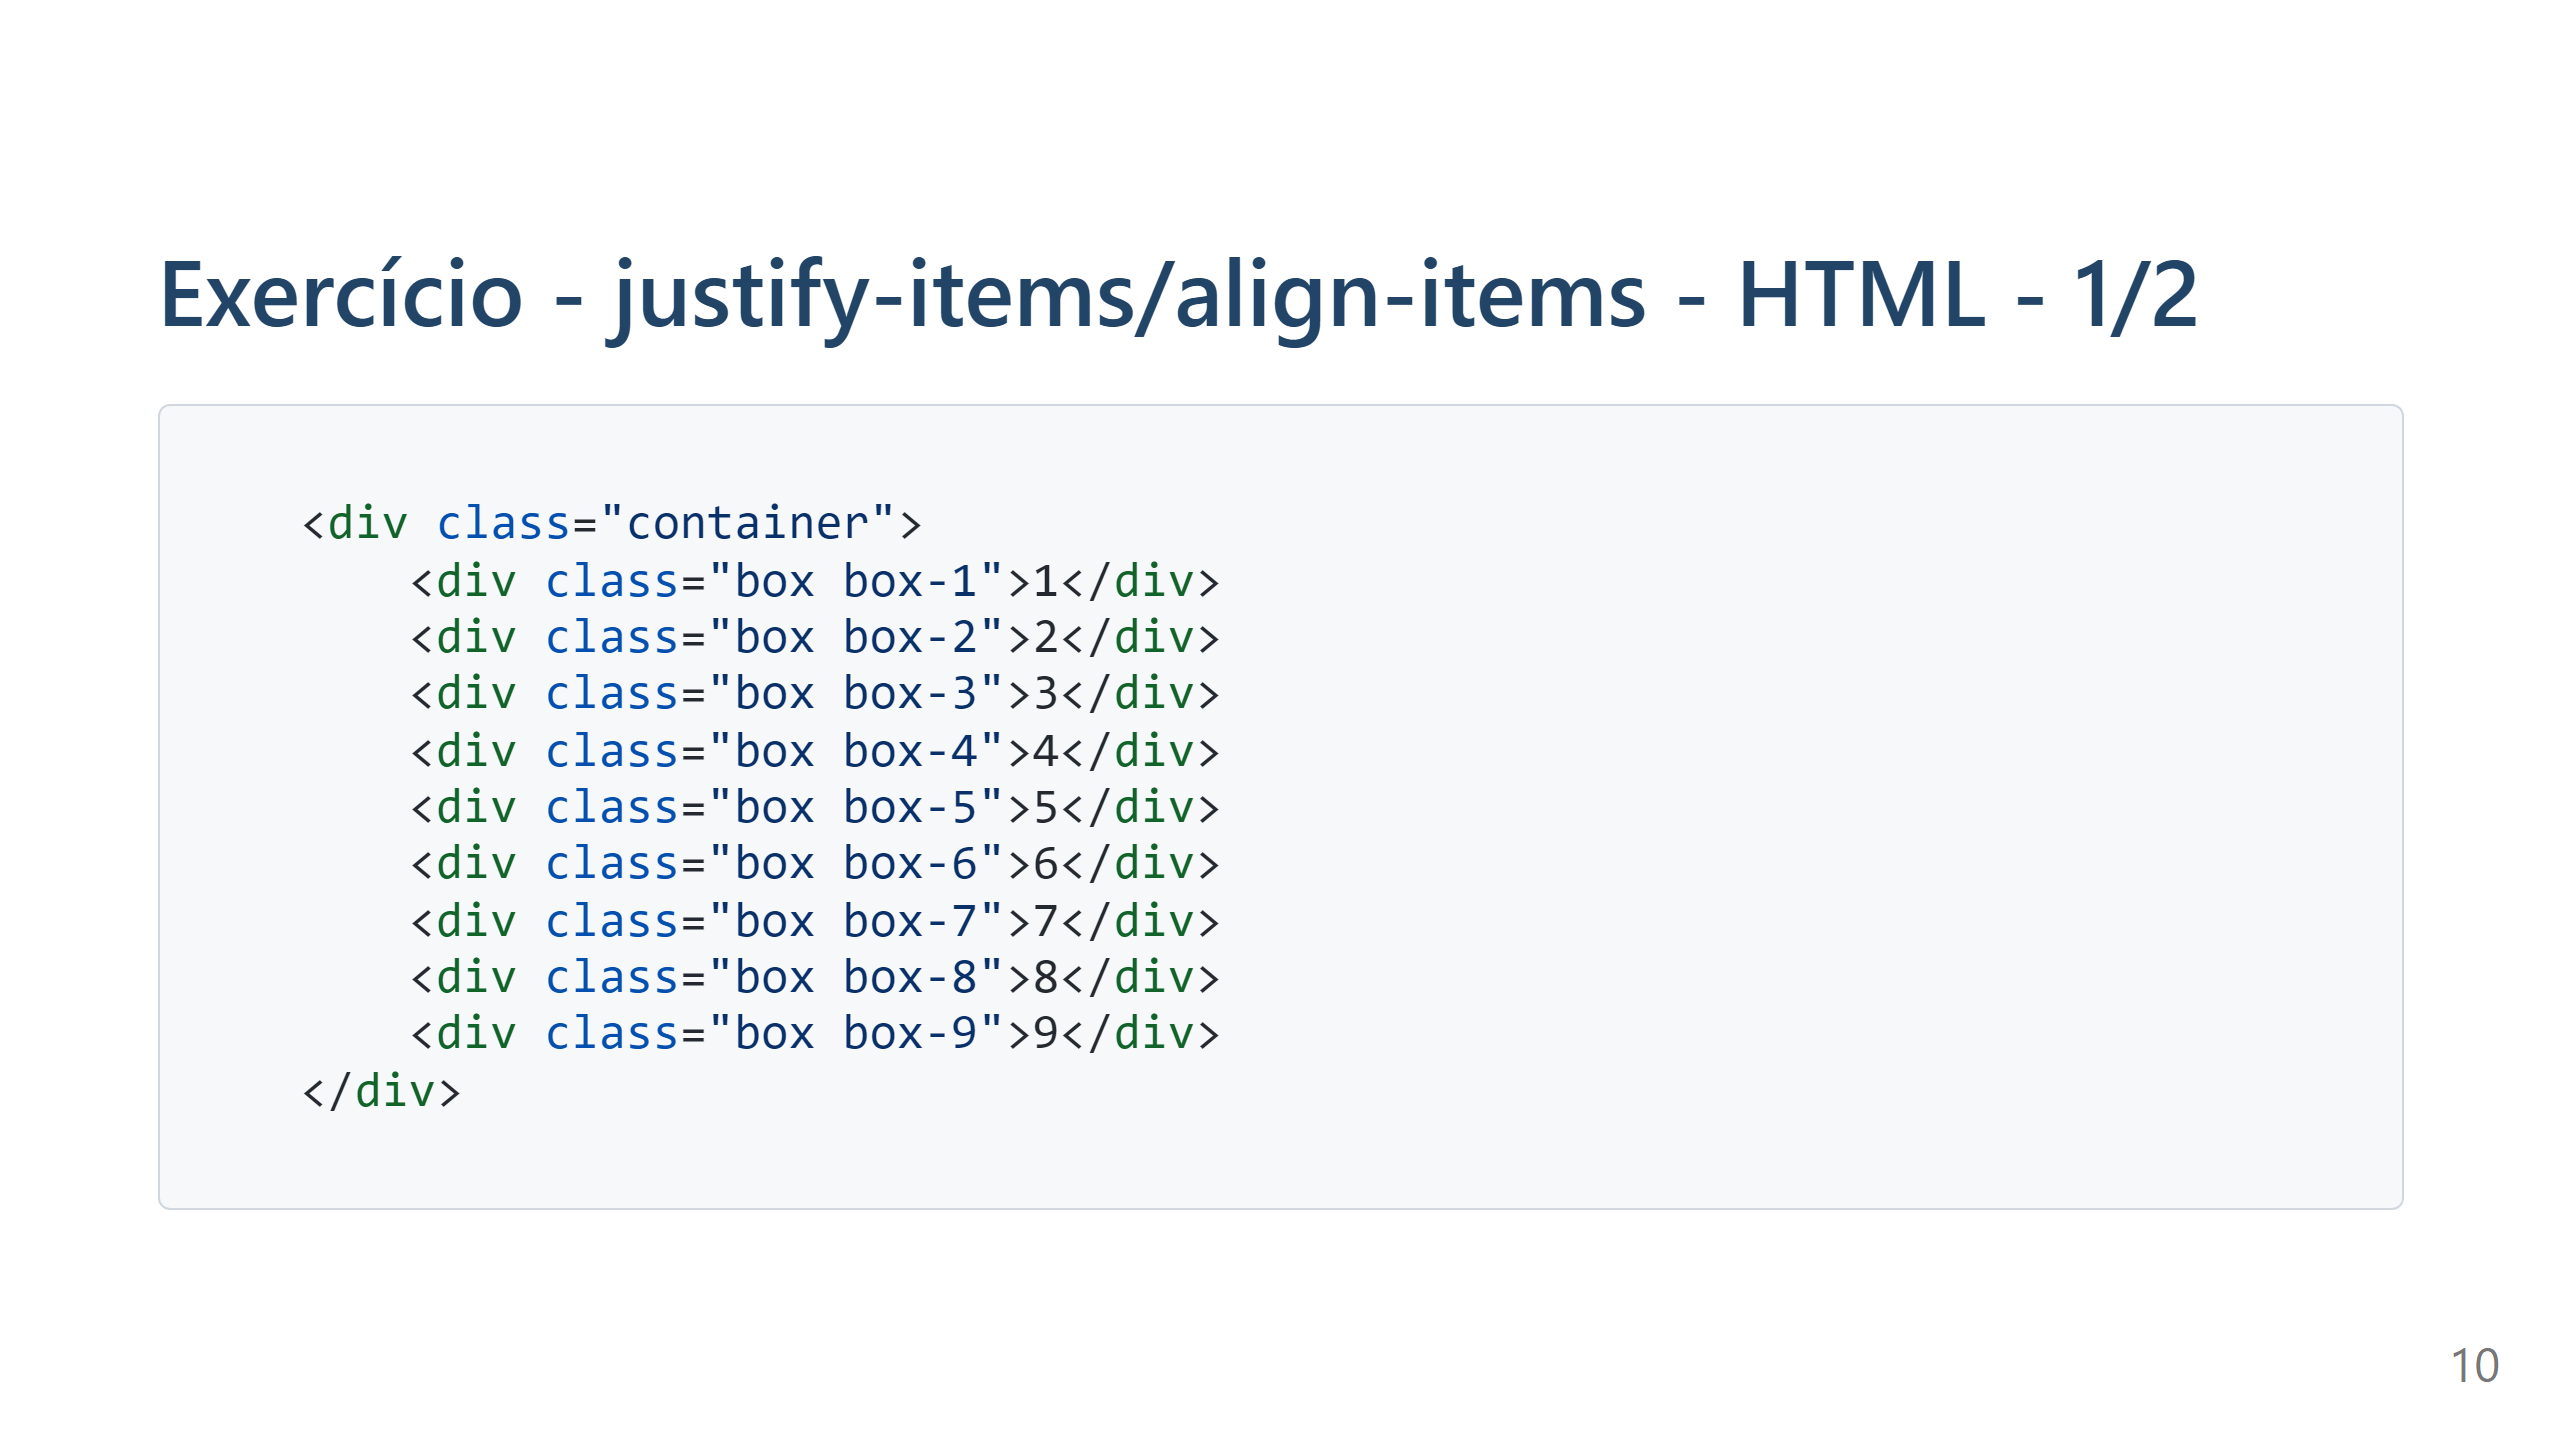 Exercício - justify-items/align-items - HTML - 1/2
<div class="container">
    <div class="box box-1">1</div>
    <div class="box box-2">2</div>
    <div class="box box-3">3</div>
    <div class="box box-4">4</div>
    <div class="box box-5">5</div>
    <div class="box box-6">6</div>
    <div class="box box-7">7</div>
    <div class="box box-8">8</div>
    <div class="box box-9">9</div>
</div>
10